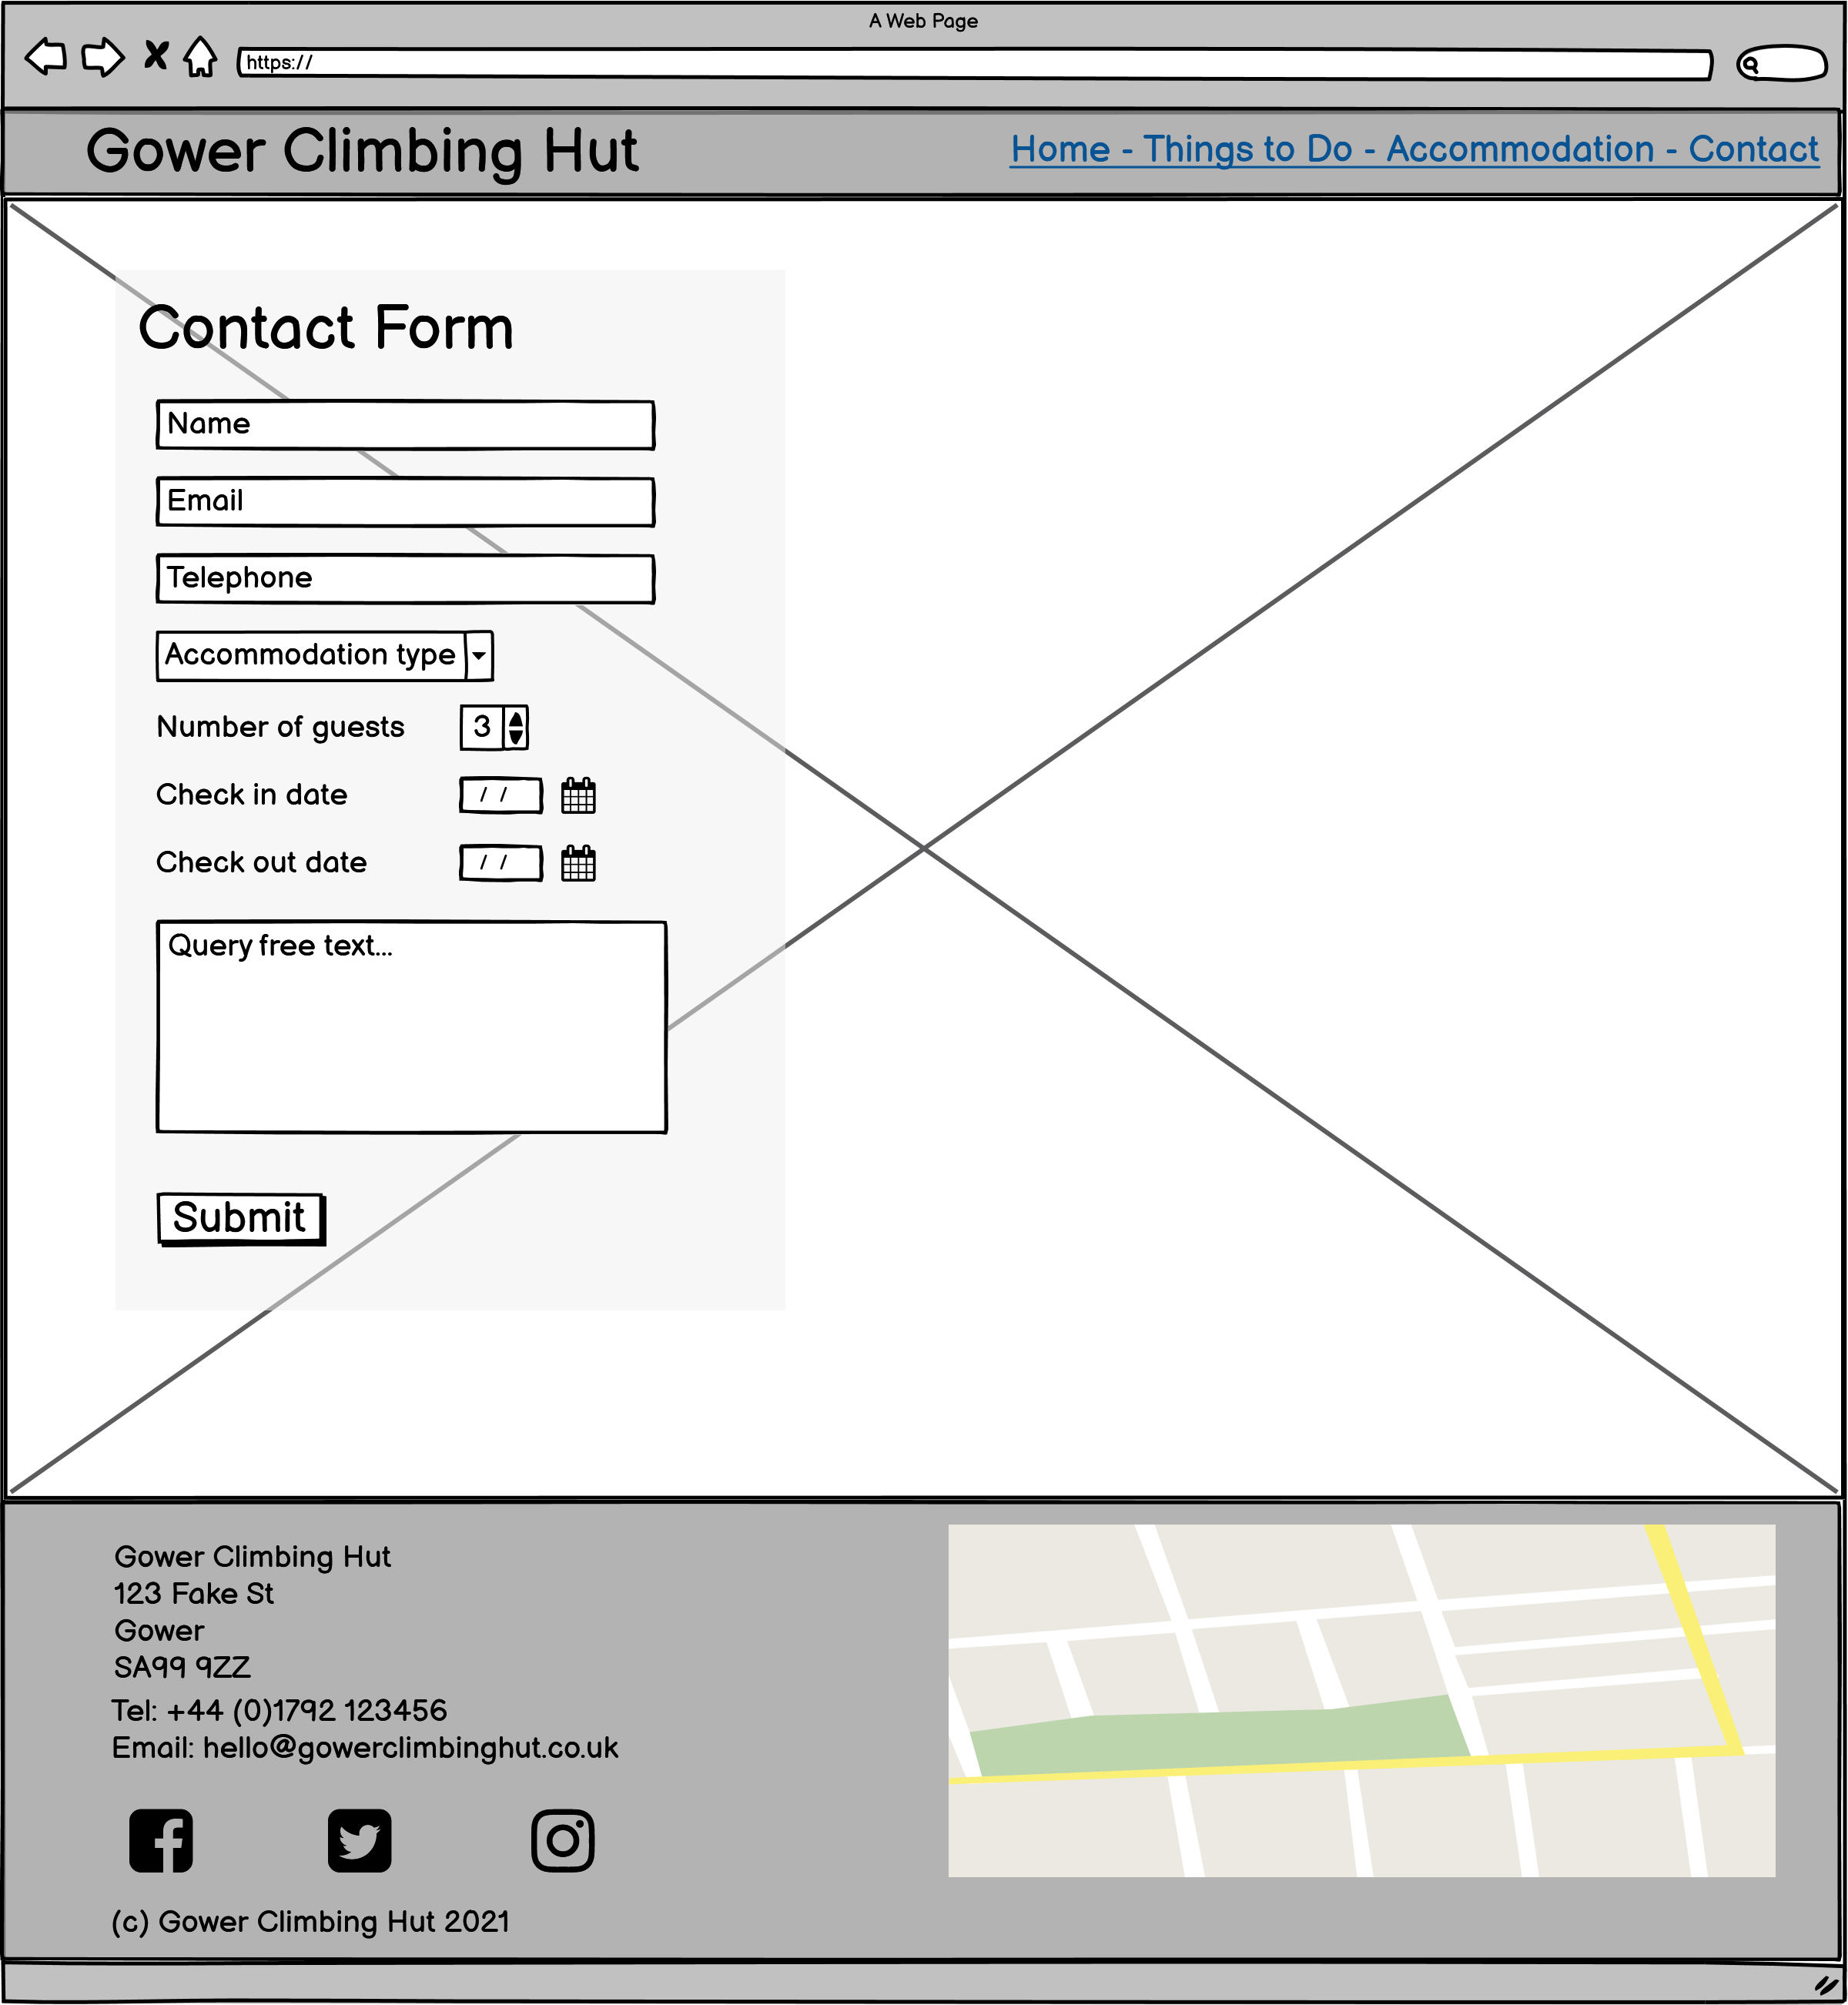 A Web Page
https://
Gower Climbing Hut
Home - Things to Do - Accommodation - Contact
Contact Form
Name
Email
Telephone
Accommodation type
Number of guests 3
Check in date / /
Check out date / /
Query free text...
Submit
Gower Climbing Hut
123 Fake St
Gower
SA99 9ZZ
Tel: +44 (0)1792 123456
Email: hello@gowerclimbinghut.co.uk
(c) Gower Climbing Hut 2021